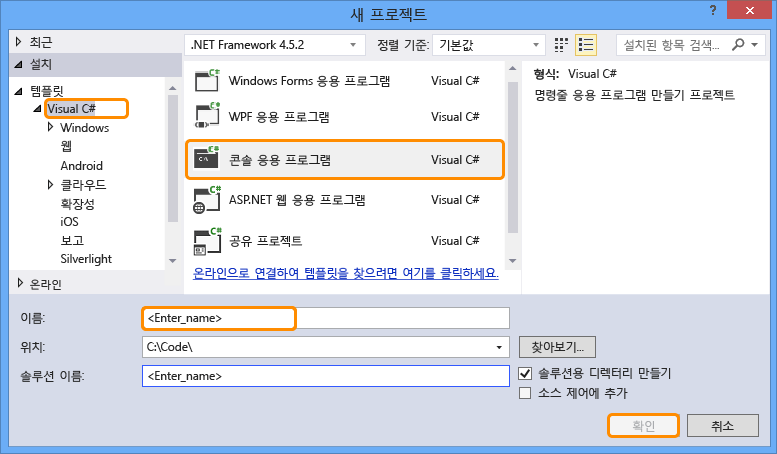 새 프로젝트
? ×
최근
설치
템플릿
Visual C#
Windows
웹
Android
클라우드
확장성
iOS
보고
Silverlight
온라인
.NET Framework 4.5.2
정렬 기준: 기본값
설치된 항목 검색...
C# Windows Forms 응용 프로그램 Visual C#
C# WPF 응용 프로그램 Visual C#
C# C:\ 콘솔 응용 프로그램 Visual C#
C# ASP.NET 웹 응용 프로그램 Visual C#
C# 공유 프로젝트 Visual C#
온라인으로 연결하여 템플릿을 찾으려면 여기를 클릭하세요.
형식: Visual C#
명령줄 응용 프로그램 만들기 프로젝트
이름: <Enter_name>
위치: C:\Code\ 찾아보기...
솔루션 이름: <Enter_name>
솔루션용 디렉터리 만들기
소스 제어에 추가
확인 취소